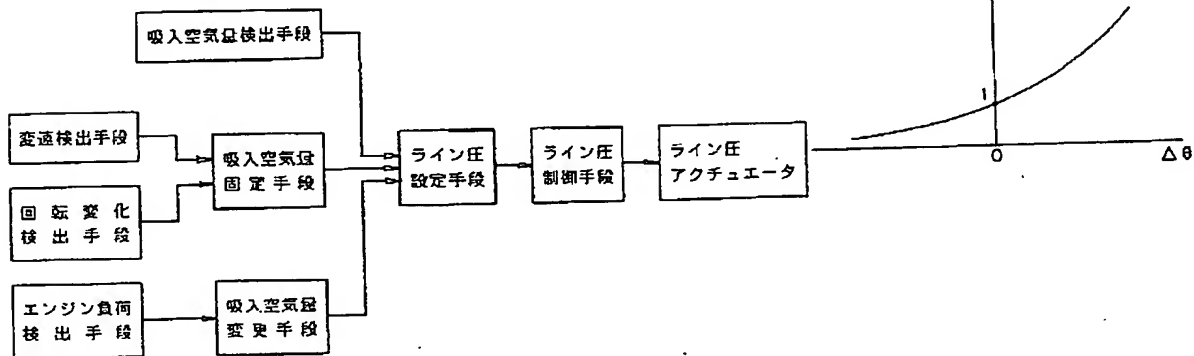 吸入空気量検出手段
変速検出手段
吸入空気量
固定手段
ライン圧
設定手段
ライン圧
制御手段
ライン圧
アクチュエータ
回転変化
検出手段
エンジン負荷
検出手段
吸入空気量
変更手段
1
0
Δθ